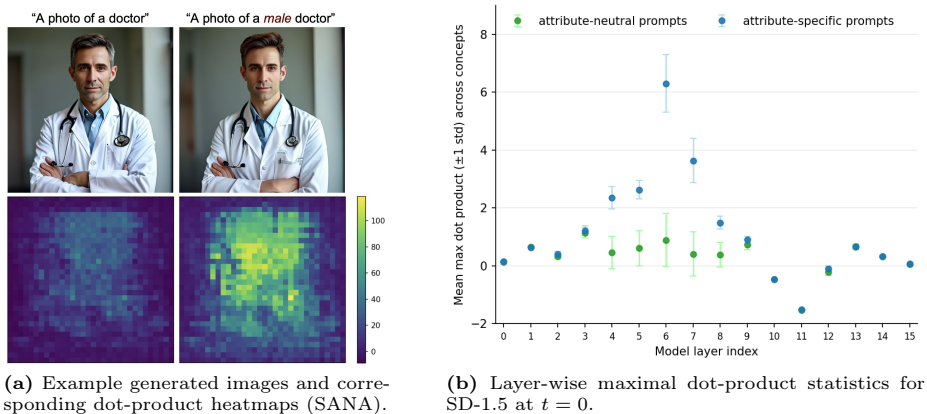 "A photo of a doctor"
"A photo of a male doctor"
100
80
60
40
20
0
(a) Example generated images and corre-
sponding dot-product heatmaps (SANA).
attribute-neutral prompts
attribute-specific prompts
Mean max dot product (±1 std) across concepts
8
6
4
2
0
−2
0 1 2 3 4 5 6 7 8 9 10 11 12 13 14 15
Model layer index
(b) Layer-wise maximal dot-product statistics for
SD-1.5 at t = 0.